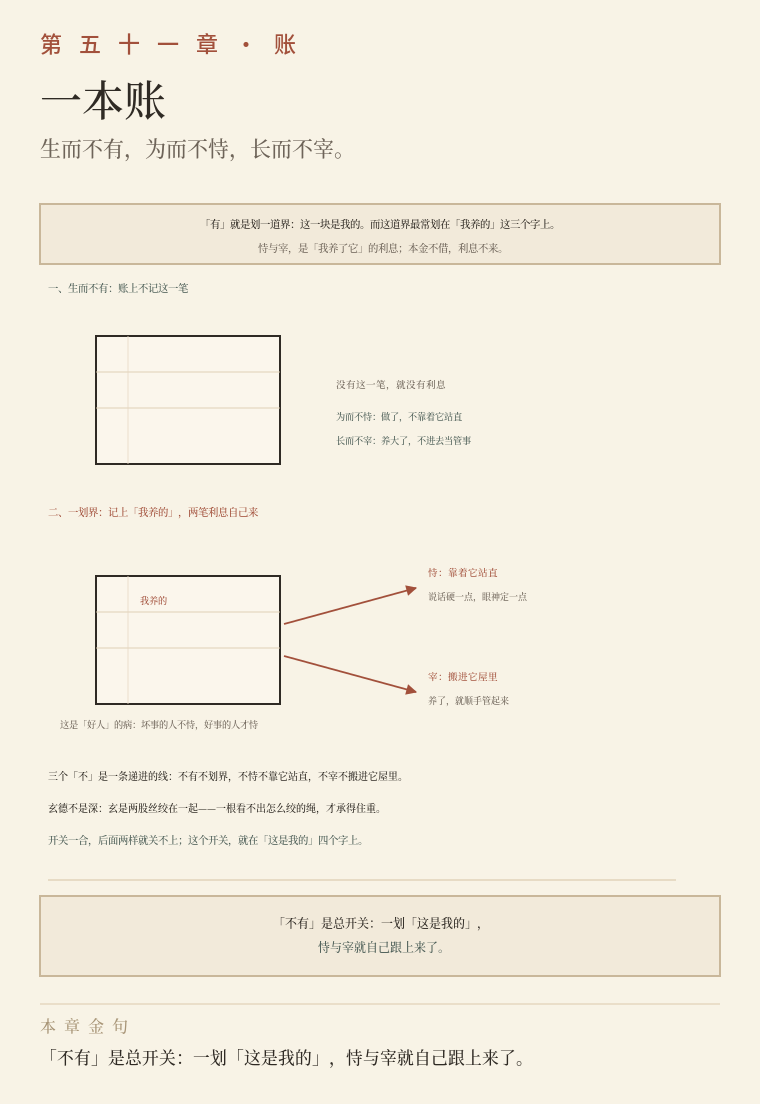 第五十一章·账
一本账
生而不有，为而不恃，长而不宰。
「有」就是划一道界：这一块是我的。而这道界最常划在「我养的」这三个字上。
恃与宰，是「我养了它」的利息；本金不借，利息不来。
一、生而不有：账上不记这一笔
没有这一笔，就没有利息
为而不恃：做了，不靠着它站直
长而不宰：养大了，不进去当管事
二、一划界：记上「我养的」，两笔利息自己来
我养的
恃：靠着它站直
说话硬一点，眼神定一点
宰：搬进它屋里
养了，就顺手管起来
这是「好人」的病：坏事的人不恃，好事的人才恃
三个「不」是一条递进的线：不有不划界，不恃不靠它站直，不宰不搬进它屋里。
玄德不是深：玄是两股丝绞在一起——一根看不出怎么绞的绳，才承得住重。
开关一合，后面两样就关不上；这个开关，就在「这是我的」四个字上。
「不有」是总开关：一划「这是我的」，
恃与宰就自己跟上来了。
本章金句
「不有」是总开关：一划「这是我的」，恃与宰就自己跟上来了。